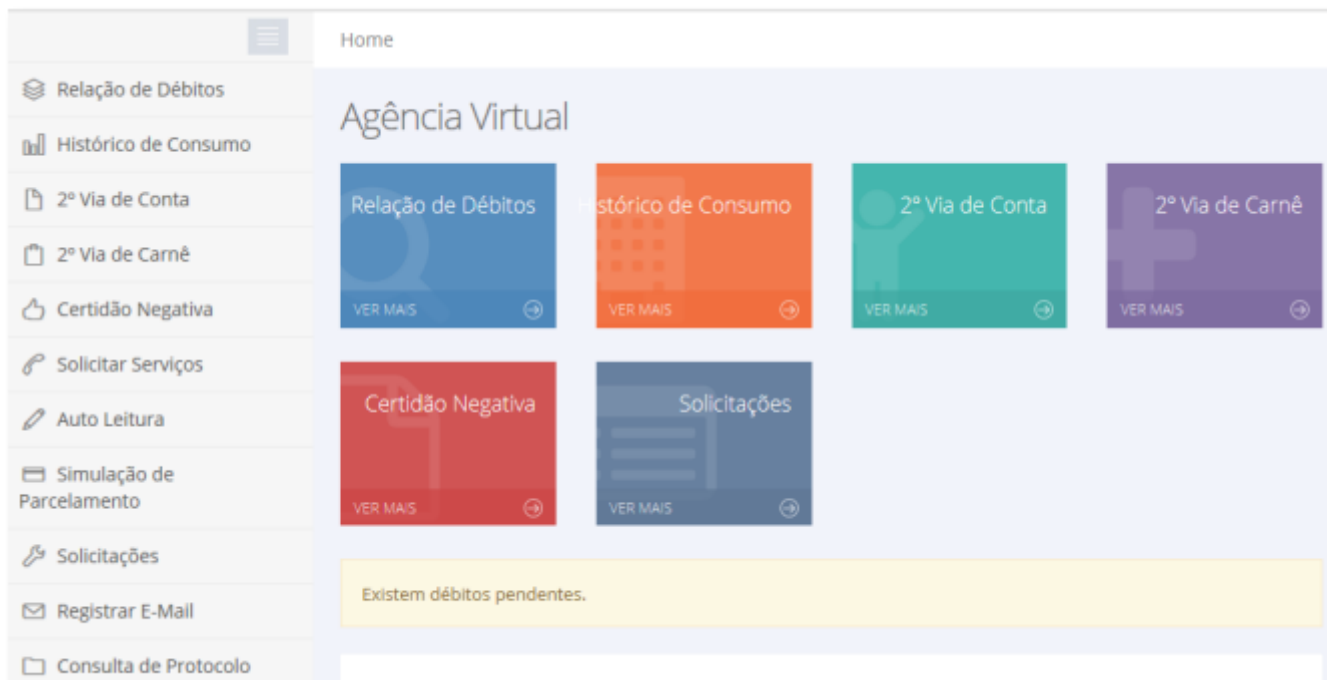 Home
Relação de Débitos
Histórico de Consumo
2º Via de Conta
2º Via de Carnê
Certidão Negativa
Solicitar Serviços
Auto Leitura
Simulação de
Parcelamento
Solicitações
Registrar E-Mail
Consulta de Protocolo
Agência Virtual
Relação de Débitos
VER MAIS
Histórico de Consumo
VER MAIS
2º Via de Conta
VER MAIS
2º Via de Carnê
VER MAIS
Certidão Negativa
VER MAIS
Solicitações
VER MAIS
Existem débitos pendentes.